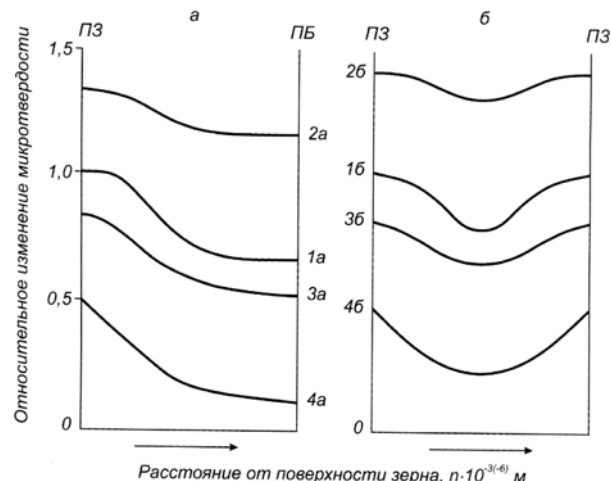 а
б
ПЗ
ПБ
ПЗ
ПЗ
Относительное изменение микротвердости
1,5
1,0
0,5
0
2а
1а
3а
4а
2б
1б
3б
4б
0
Расстояние от поверхности зерна, n·10⁻³⁽⁻⁶⁾ м